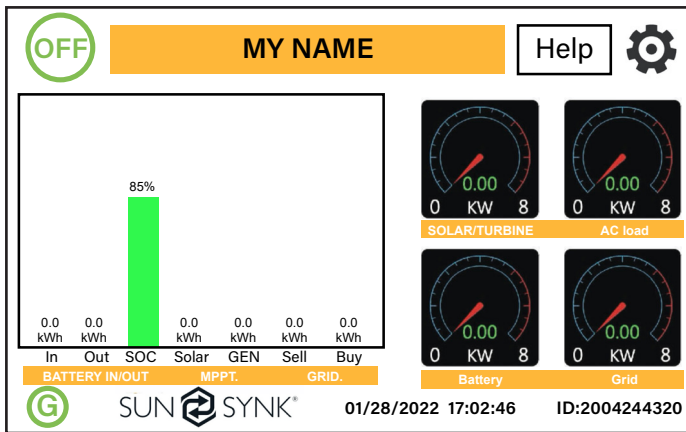 OFF MY NAME Help
85%
0.0 0.0 0.0 0.0 0.0 0.0
kWh kWh kWh kWh kWh kWh
In Out SOC Solar GEN Sell Buy
BATTERY IN/OUT MPPT. GRID.
0.00 0.00
0 KW 8 0 KW 8
SOLAR/TURBINE AC load
0.00 0.00
0 KW 8 0 KW 8
Battery Grid
G SUN SYNK® 01/28/2022 17:02:46 ID:2004244320